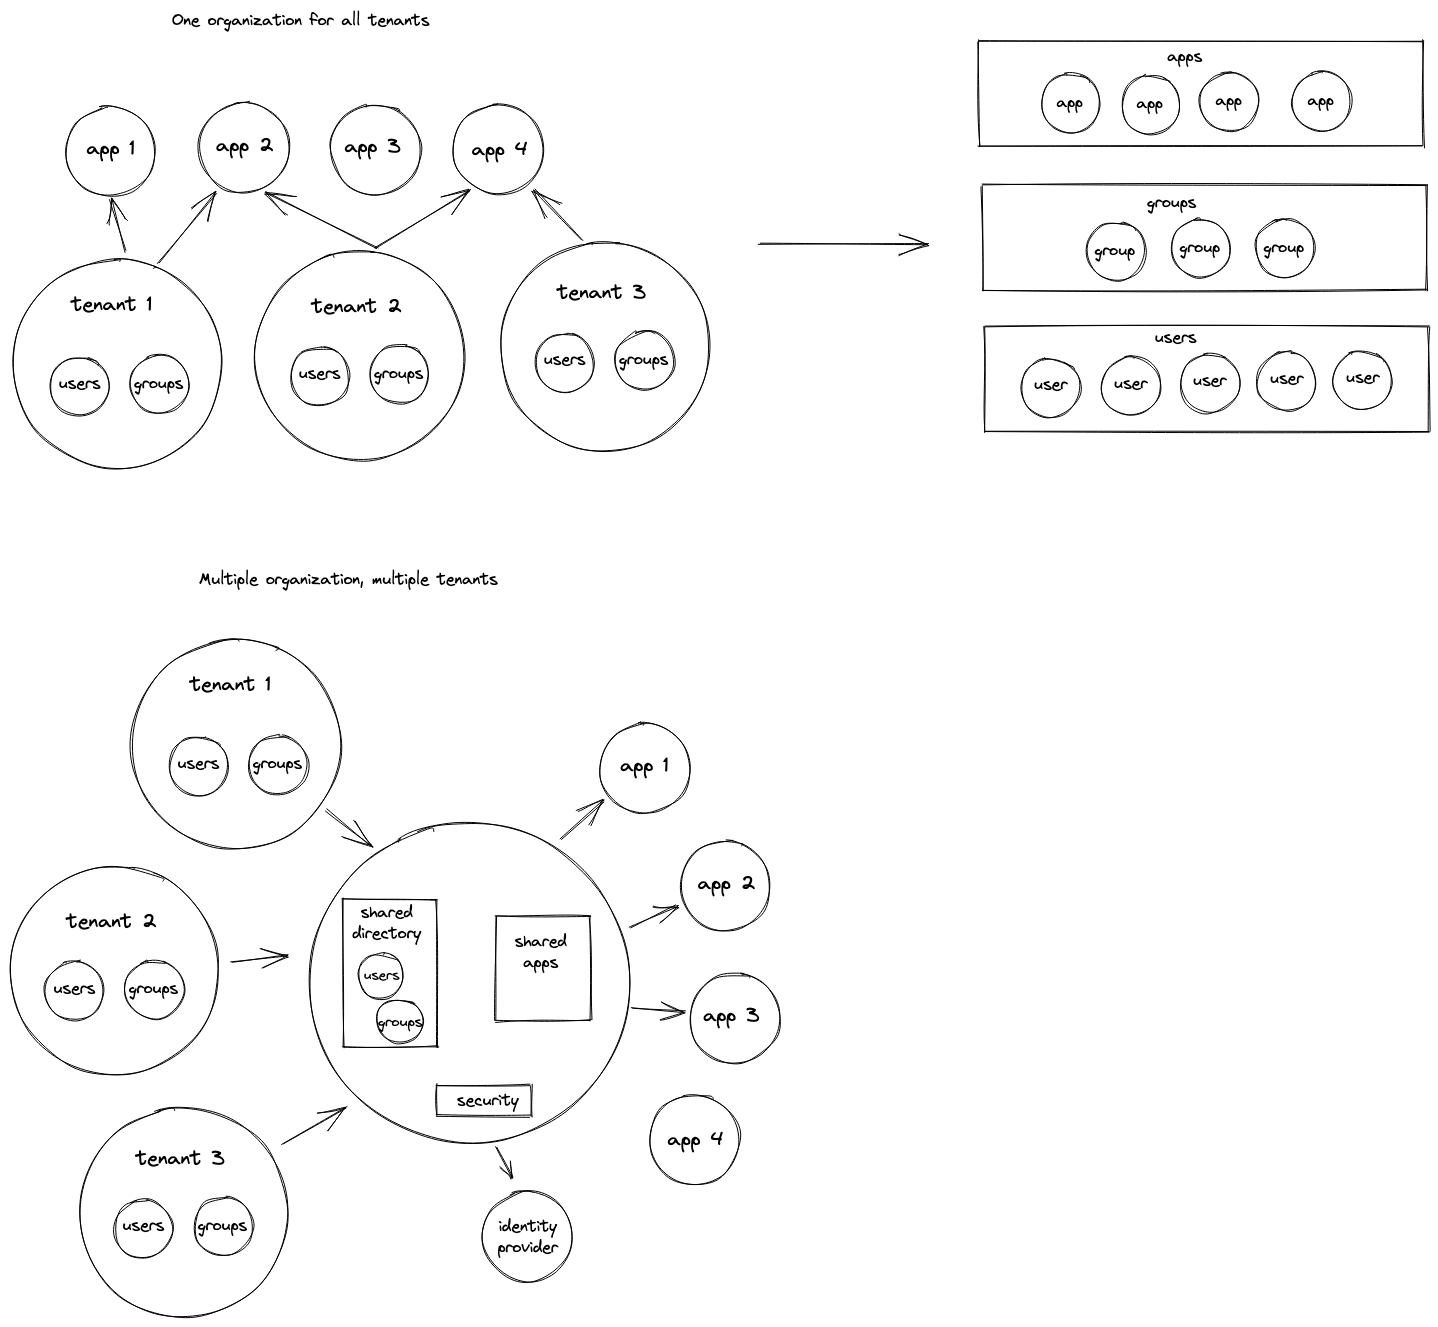 One organization for all tenants
app 1
app 2
app 3
app 4
tenant 1
users
groups
tenant 2
users
groups
tenant 3
users
groups
apps
app
app
app
app
groups
group
group
group
users
user
user
user
user
user
Multiple organization, multiple tenants
tenant 1
users
groups
tenant 2
users
groups
tenant 3
users
groups
shared
directory
users
groups
shared
apps
security
app 1
app 2
app 3
app 4
identity
provider